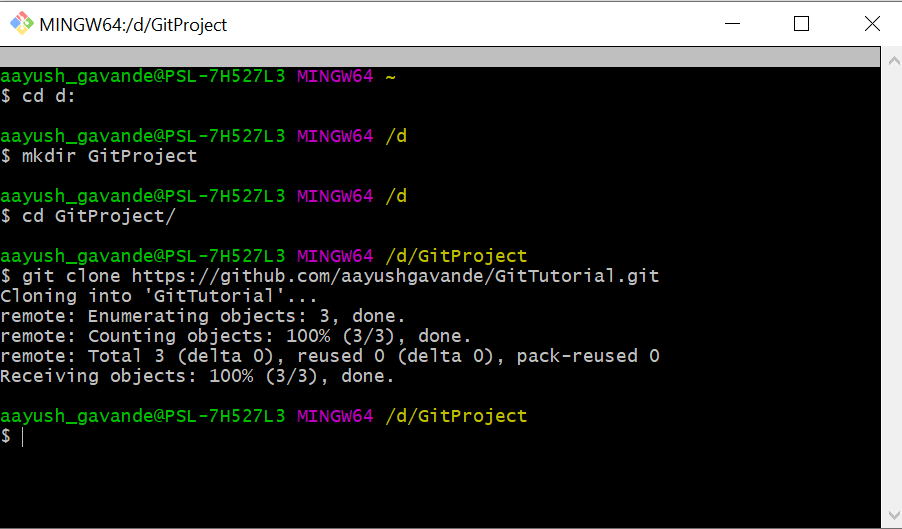 MINGW64:/d/GitProject
aayush_gavande@PSL-7H527L3 MINGW64 ~
$ cd d:
aayush_gavande@PSL-7H527L3 MINGW64 /d
$ mkdir GitProject
aayush_gavande@PSL-7H527L3 MINGW64 /d
$ cd GitProject/
aayush_gavande@PSL-7H527L3 MINGW64 /d/GitProject
$ git clone https://github.com/aayushgavande/GitTutorial.git
Cloning into 'GitTutorial'...
remote: Enumerating objects: 3, done.
remote: Counting objects: 100% (3/3), done.
remote: Total 3 (delta 0), reused 0 (delta 0), pack-reused 0
Receiving objects: 100% (3/3), done.
aayush_gavande@PSL-7H527L3 MINGW64 /d/GitProject
$